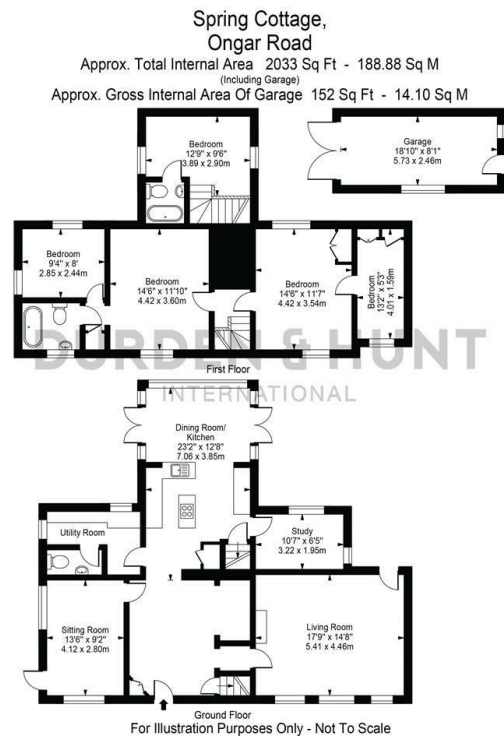 Spring Cottage,
Ongar Road
Approx. Total Internal Area 2033 Sq Ft - 188.88 Sq M
(Including Garage)
Approx. Gross Internal Area Of Garage 152 Sq Ft - 14.10 Sq M
Bedroom
12'9" x 9'6"
3.89 x 2.90m
Garage
18'10" x 8'1"
5.73 x 2.46m
Bedroom
9'4" x 8'
2.85 x 2.44m
Bedroom
14'6" x 11'10"
4.42 x 3.60m
Bedroom
14'6" x 11'7"
4.42 x 3.54m
Bedroom
13'2" x 5'3"
4.01 x 1.59m
DURDEN & HUNT
INTERNATIONAL
First Floor
Dining Room/
Kitchen
23'2" x 12'8"
7.06 x 3.85m
Utility Room
Study
10'7" x 6'5"
3.22 x 1.95m
Sitting Room
13'6" x 9'2"
4.12 x 2.80m
Living Room
17'9" x 14'8"
5.41 x 4.46m
Ground Floor
For Illustration Purposes Only - Not To Scale